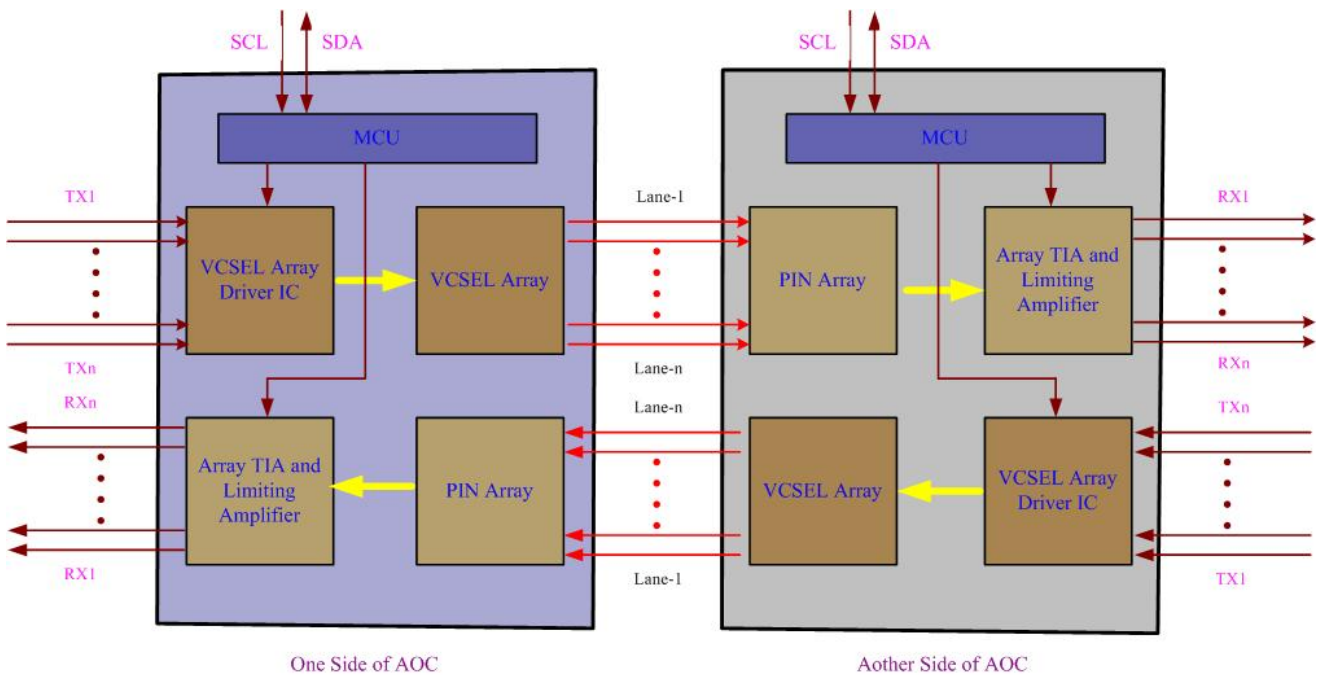 SCL
SDA
SCL
SDA
MCU
MCU
TX1
Lane-1
RX1
VCSEL Array
Driver IC
VCSEL Array
PIN Array
Array TIA and
Limiting
Amplifier
TXn
Lane-n
RXn
RXn
Lane-n
TXn
Array TIA and
Limiting
Amplifier
PIN Array
VCSEL Array
VCSEL Array
Driver IC
RX1
Lane-1
TX1
One Side of AOC
Aother Side of AOC